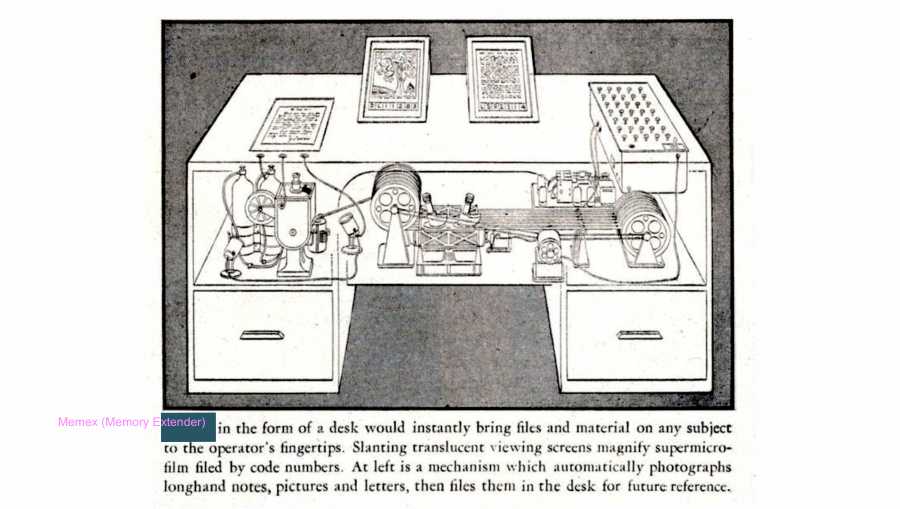 Memex (Memory Extender)
in the form of a desk would instantly bring files and material on any subject
to the operator's fingertips. Slanting translucent viewing screens magnify supermicro-
film filed by code numbers. At left is a mechanism which automatically photographs
longhand notes, pictures and letters, then files them in the desk for future reference.